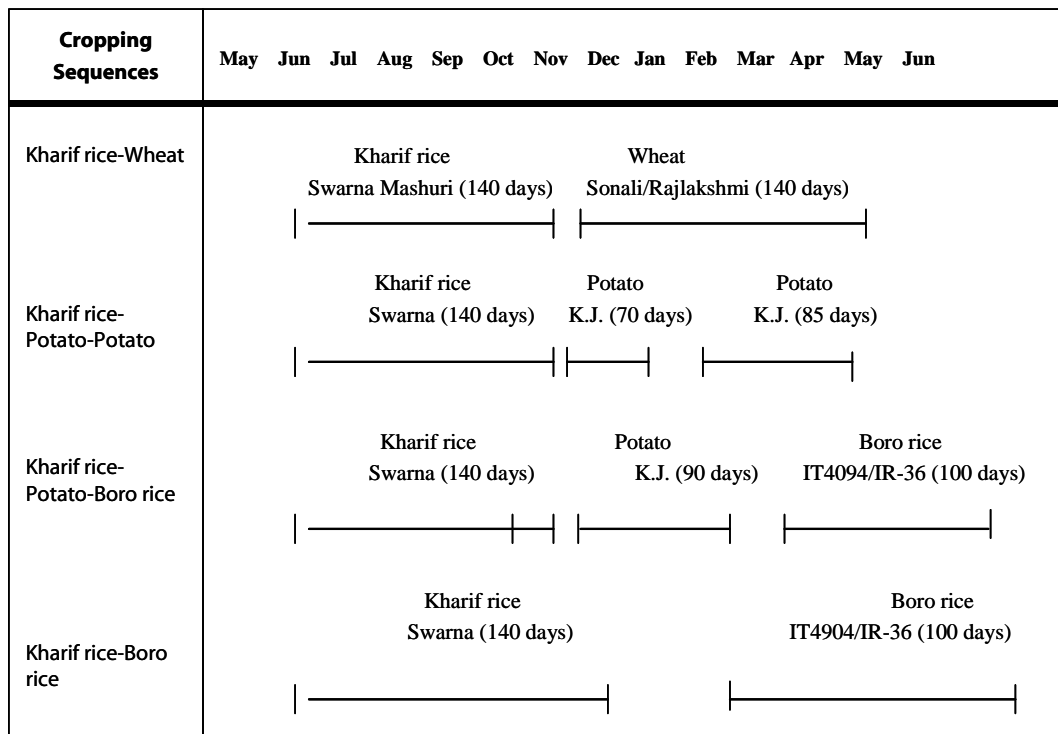 Cropping
Sequences
May Jun Jul Aug Sep Oct Nov Dec Jan Feb Mar Apr May Jun
Kharif rice-Wheat
Kharif rice
Swarna Mashuri (140 days)
Wheat
Sonali/Rajlakshmi (140 days)
Kharif rice-
Potato-Potato
Kharif rice
Swarna (140 days)
Potato
K.J. (70 days)
Potato
K.J. (85 days)
Kharif rice-
Potato-Boro rice
Kharif rice
Swarna (140 days)
Potato
K.J. (90 days)
Boro rice
IT4094/IR-36 (100 days)
Kharif rice-Boro
rice
Kharif rice
Swarna (140 days)
Boro rice
IT4904/IR-36 (100 days)